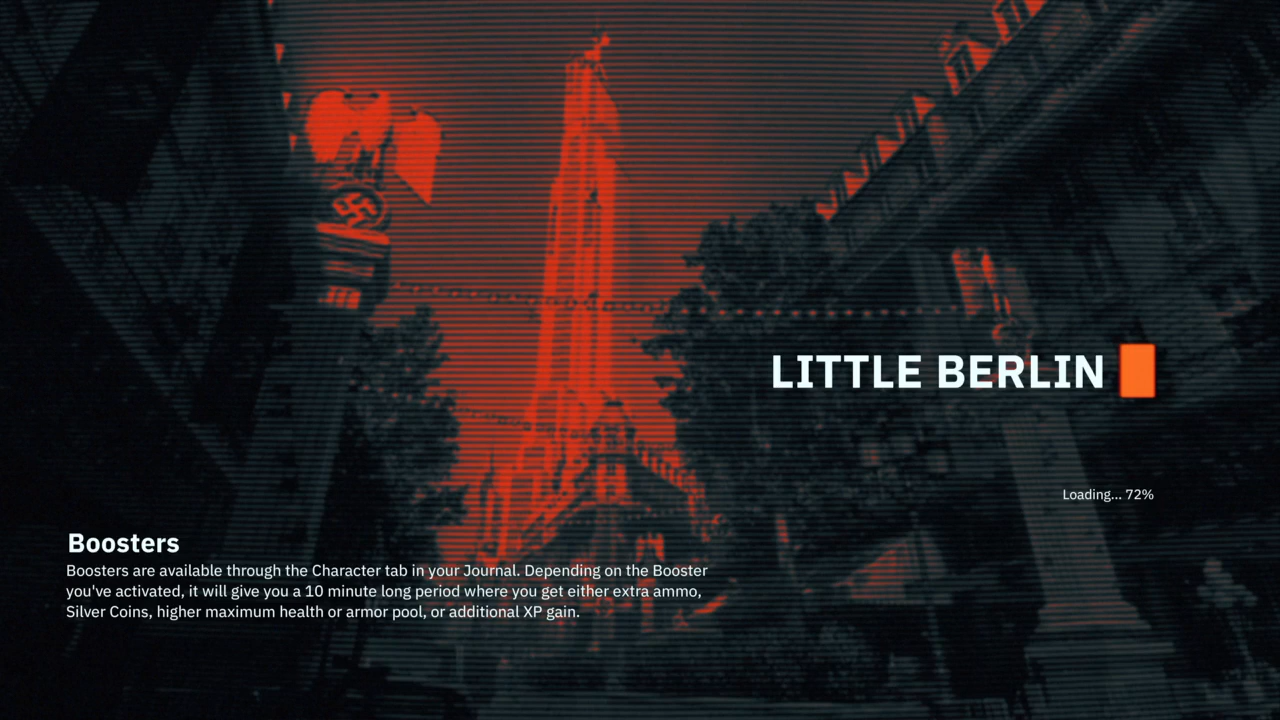 LITTLE BERLIN
Loading... 72%
Boosters
Boosters are available through the Character tab in your Journal. Depending on the Booster
you've activated, it will give you a 10 minute long period where you get either extra ammo,
Silver Coins, higher maximum health or armor pool, or additional XP gain.